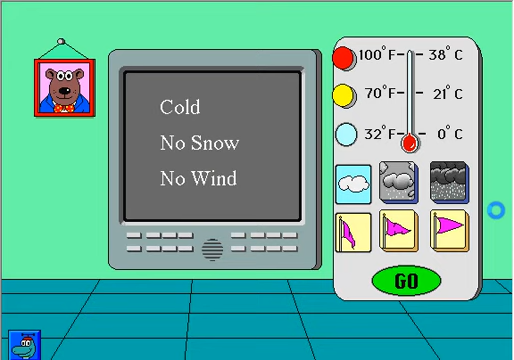 Cold
No Snow
No Wind
100°F 38°C
70°F 21°C
32°F 0°C
GO